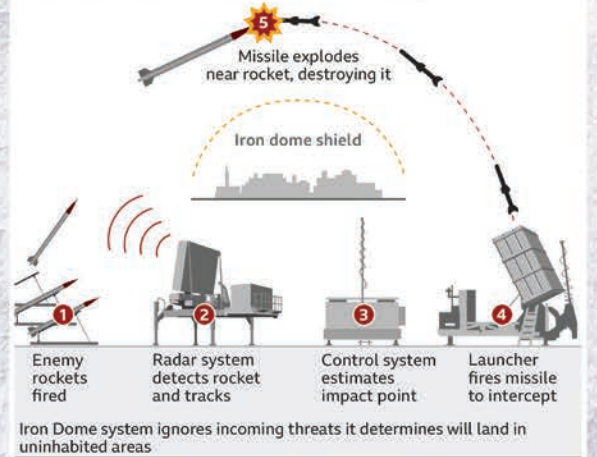 5
Missile explodes
near rocket, destroying it
Iron dome shield
1
2
3
4
Enemy
rockets
fired
Radar system
detects rocket
and tracks
Control system
estimates
impact point
Launcher
fires missile
to intercept
Iron Dome system ignores incoming threats it determines will land in
uninhabited areas